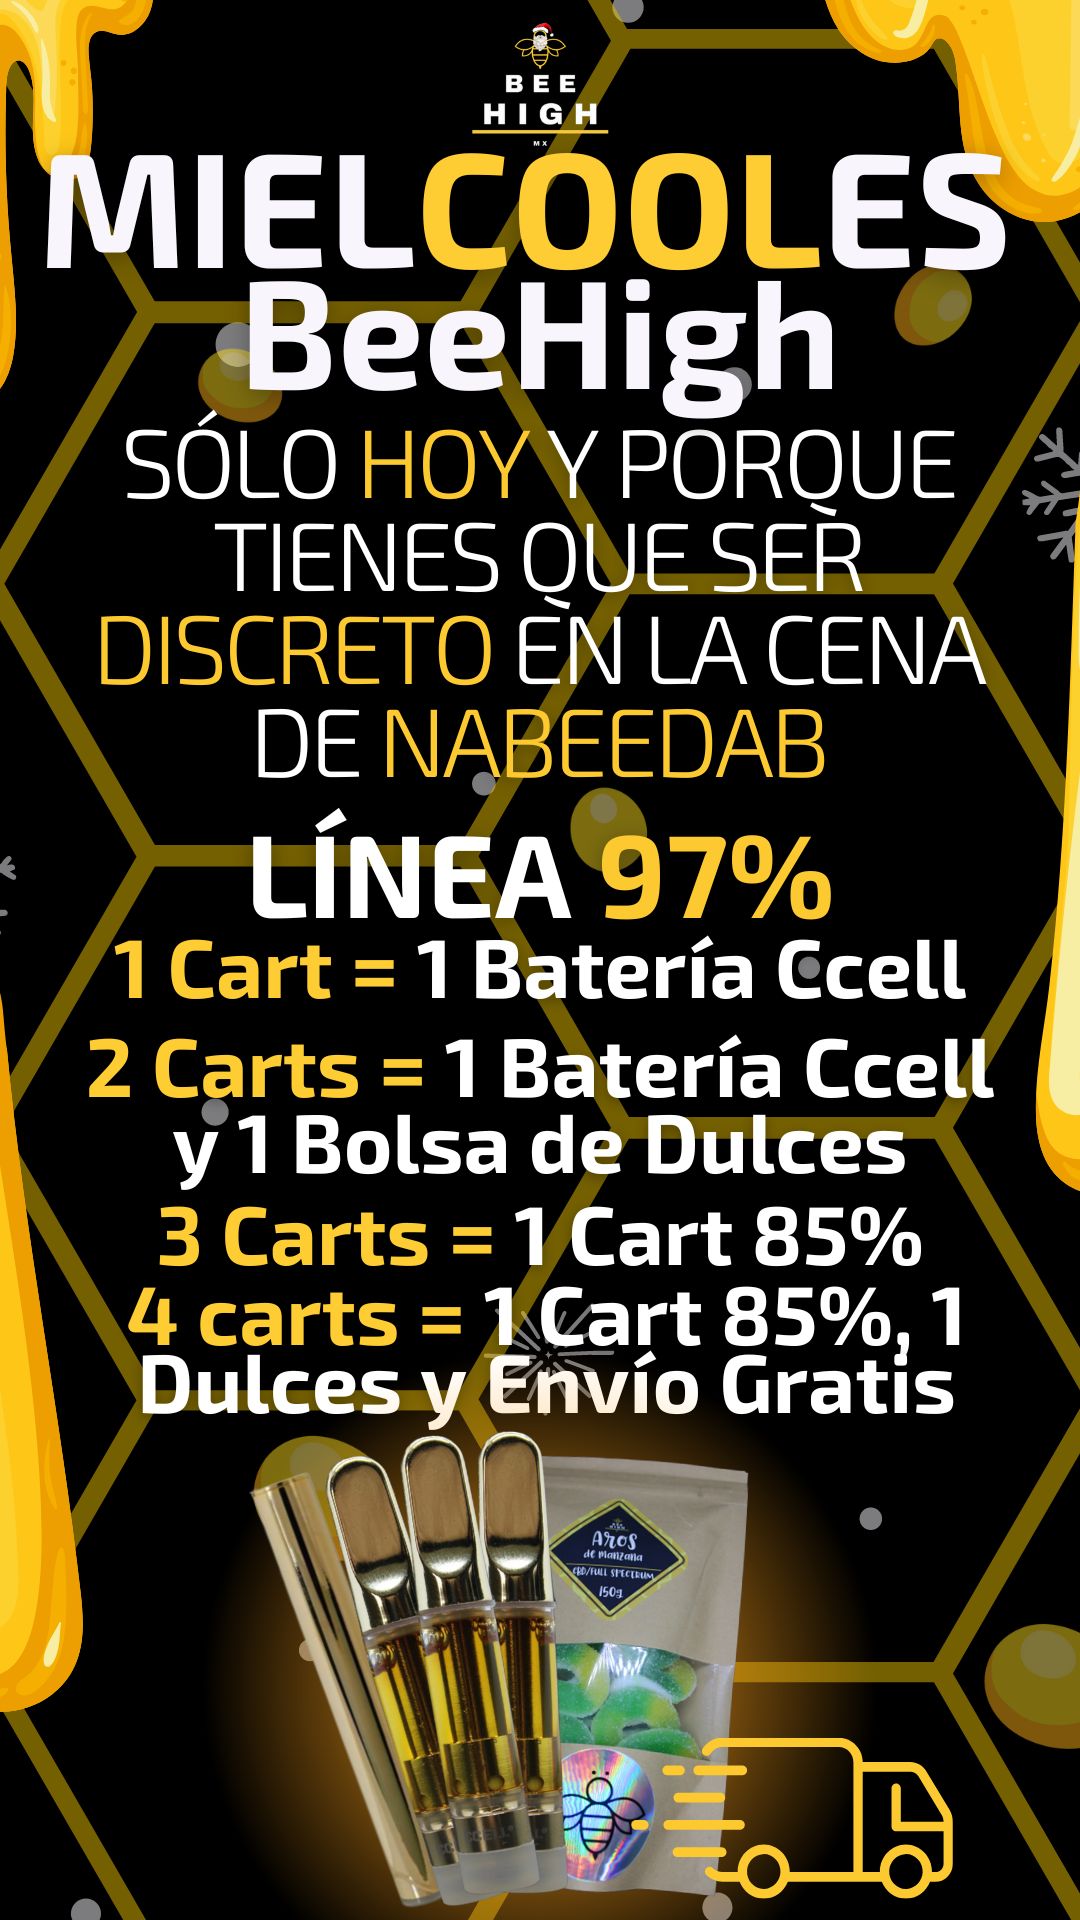 BEE
HIGH
MX
MIELCOOLES
BeeHigh
SÓLO HOY Y PORQUE
TIENES QUE SER
DISCRETO EN LA CENA
DE NABEEDAB
LÍNEA 97%
1 Cart = 1 Batería Ccell
2 Carts = 1 Batería Ccell
y 1 Bolsa de Dulces
3 Carts = 1 Cart 85%
4 carts = 1 Cart 85%, 1
Dulces y Envío Gratis
Aros
de manzana
CBD/FULL SPECTRUM
150g